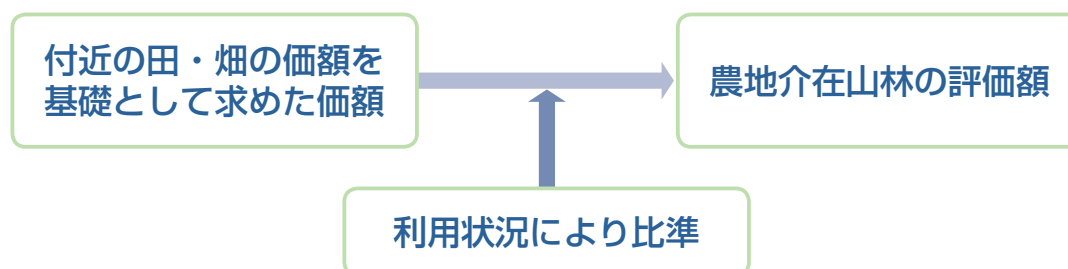 付近の田・畑の価額を
基礎として求めた価額
農地介在山林の評価額
利用状況により比準